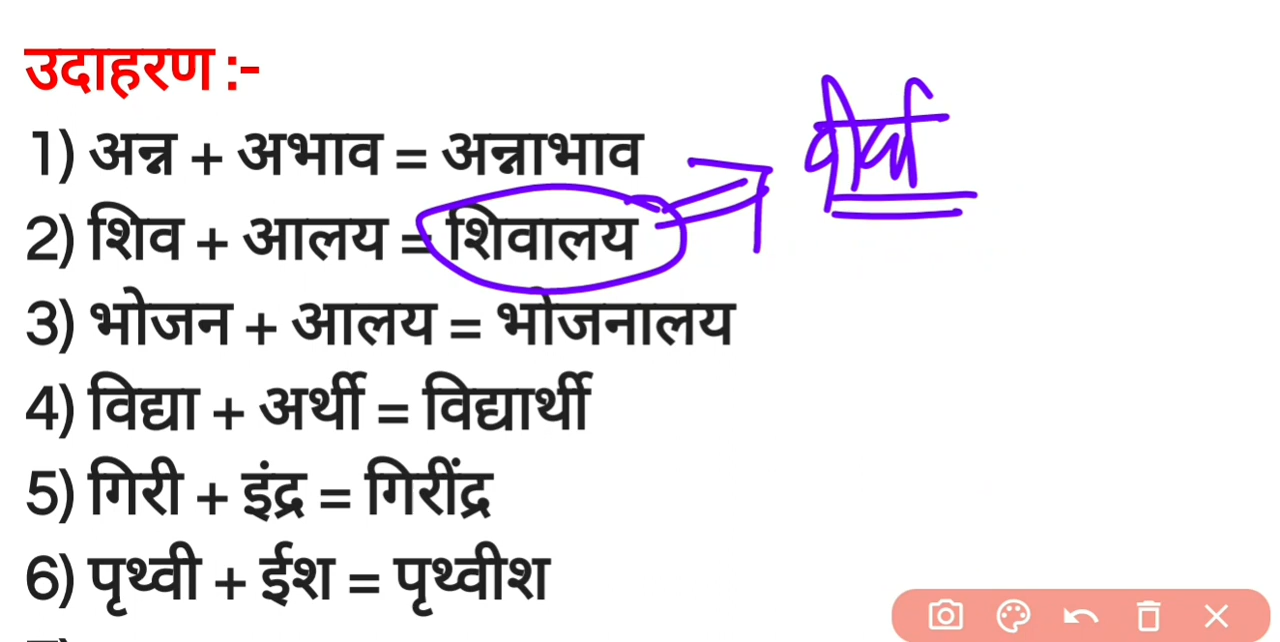 उदाहरण :-
1) अन्न + अभाव = अन्नाभाव
2) शिव + आलय = शिवालय
दीर्घ
3) भोजन + आलय = भोजनालय
4) विद्या + अर्थी = विद्यार्थी
5) गिरी + इंद्र = गिरींद्र
6) पृथ्वी + ईश = पृथ्वीश